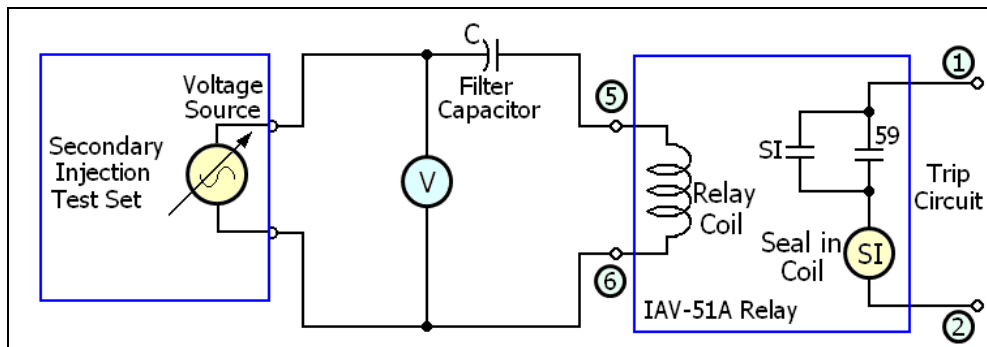 Voltage
Source
Secondary
Injection
Test Set
V
C
Filter
Capacitor
5
6
Relay
Coil
IAV-51A Relay
SI
59
Seal in
Coil
SI
1
Trip
Circuit
2